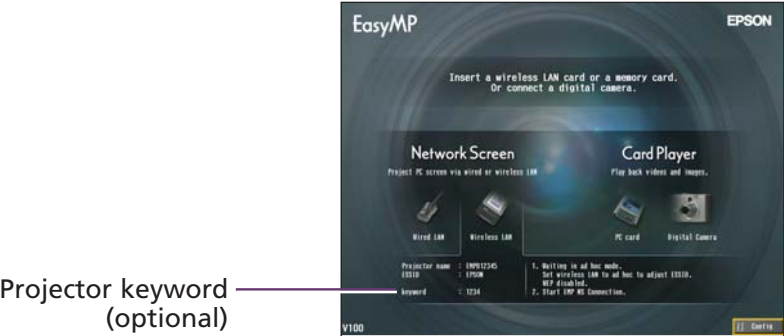 EasyMP
EPSON
Insert a wireless LAN card or a memory card.
Or connect a digital camera.
Network Screen
Project PC screen via wired or wireless LAN
Card Player
Play back videos and images.
Wired LAN
Wireless LAN
PC card
Digital Camera
Projector name : EMP812345
ESSID : EPSON
keyword : 1234
1. Waiting in ad hoc mode.
Set wireless LAN to ad hoc to adjust ESSID.
WEP disabled.
2. Start EMP NS Connection.
Projector keyword
(optional)
V100
Config